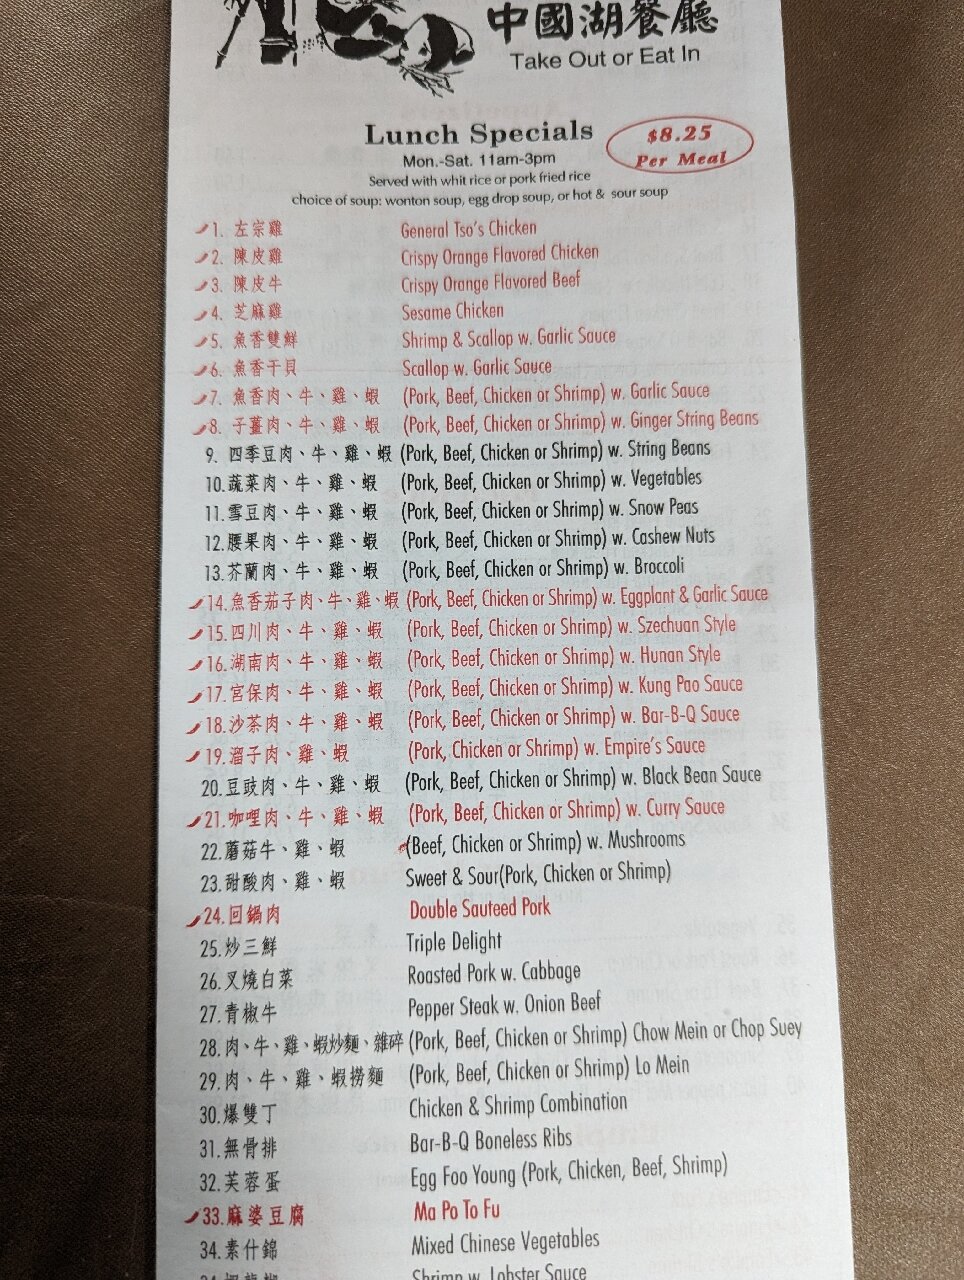 中國湖餐廳
Take Out or Eat In
Lunch Specials
$8.25
Per Meal
Mon.-Sat. 11am-3pm
Served with whit rice or pork fried rice
choice of soup: wonton soup, egg drop soup, or hot & sour soup
1. 左宗雞 General Tso's Chicken
2. 陳皮雞 Crispy Orange Flavored Chicken
3. 陳皮牛 Crispy Orange Flavored Beef
4. 芝麻雞 Sesame Chicken
5. 魚香雙鮮 Shrimp & Scallop w. Garlic Sauce
6. 魚香干貝 Scallop w. Garlic Sauce
7. 魚香肉、牛、雞、蝦 (Pork, Beef, Chicken or Shrimp) w. Garlic Sauce
8. 子薑肉、牛、雞、蝦 (Pork, Beef, Chicken or Shrimp) w. Ginger String Beans
9. 四季豆肉、牛、雞、蝦 (Pork, Beef, Chicken or Shrimp) w. String Beans
10.蔬菜肉、牛、雞、蝦 (Pork, Beef, Chicken or Shrimp) w. Vegetables
11.雪豆肉、牛、雞、蝦 (Pork, Beef, Chicken or Shrimp) w. Snow Peas
12.腰果肉、牛、雞、蝦 (Pork, Beef, Chicken or Shrimp) w. Cashew Nuts
13.芥蘭肉、牛、雞、蝦 (Pork, Beef, Chicken or Shrimp) w. Broccoli
14.魚香茄子肉、牛、雞、蝦 (Pork, Beef, Chicken or Shrimp) w. Eggplant & Garlic Sauce
15.四川肉、牛、雞、蝦 (Pork, Beef, Chicken or Shrimp) w. Szechuan Style
16.湖南肉、牛、雞、蝦 (Pork, Beef, Chicken or Shrimp) w. Hunan Style
17.宮保肉、牛、雞、蝦 (Pork, Beef, Chicken or Shrimp) w. Kung Pao Sauce
18.沙茶肉、牛、雞、蝦 (Pork, Beef, Chicken or Shrimp) w. Bar-B-Q Sauce
19.溜子肉、雞、蝦 (Pork, Chicken or Shrimp) w. Empire's Sauce
20.豆豉肉、牛、雞、蝦 (Pork, Beef, Chicken or Shrimp) w. Black Bean Sauce
21.咖哩肉、牛、雞、蝦 (Pork, Beef, Chicken or Shrimp) w. Curry Sauce
22.蘑菇牛、雞、蝦 (Beef, Chicken or Shrimp) w. Mushrooms
23.甜酸肉、雞、蝦 Sweet & Sour(Pork, Chicken or Shrimp)
24.回鍋肉 Double Sauteed Pork
25.炒三鮮 Triple Delight
26.叉燒白菜 Roasted Pork w. Cabbage
27.青椒牛 Pepper Steak w. Onion Beef
28.肉、牛、雞、蝦炒麵、雜碎 (Pork, Beef, Chicken or Shrimp) Chow Mein or Chop Suey
29.肉、牛、雞、蝦撈麵 (Pork, Beef, Chicken or Shrimp) Lo Mein
30.爆雙丁 Chicken & Shrimp Combination
31.無骨排 Bar-B-Q Boneless Ribs
32.芙蓉蛋 Egg Foo Young (Pork, Chicken, Beef, Shrimp)
33.麻婆豆腐 Ma Po To Fu
34.素什錦 Mixed Chinese Vegetables
Shrimp w. Lobster Sauce